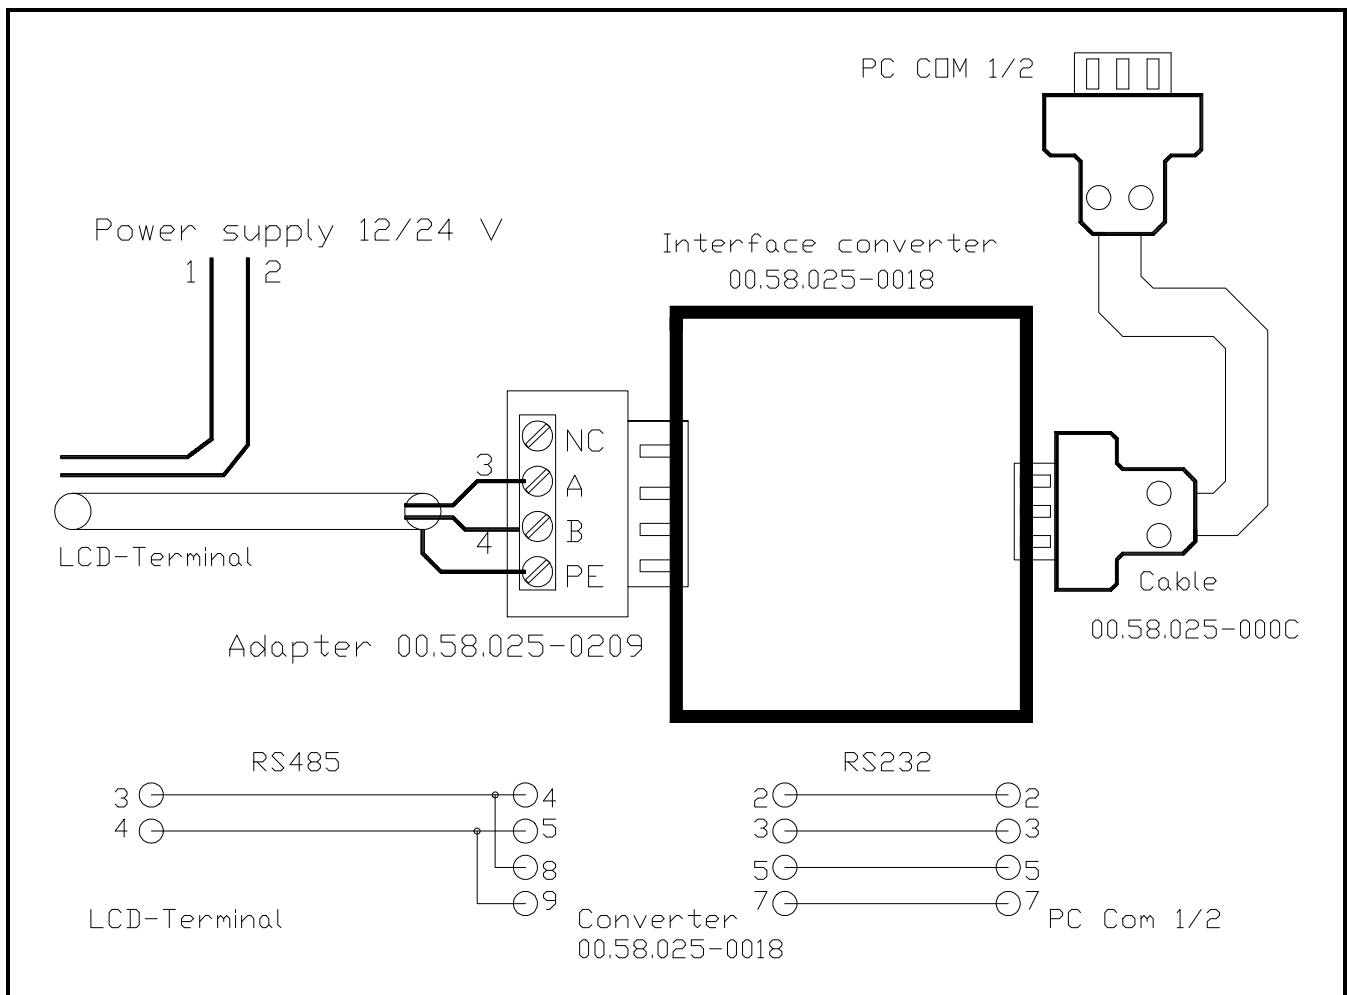 PC COM 1/2
Power supply 12/24 V
1 2
Interface converter
00.58.025-0018
NC
3
A
B
4
PE
LCD-Terminal
Cable
00.58.025-000C
Adapter 00.58.025-0209
RS485
RS232
3 4 2 2
4 5 3 3
8 5 5
9 7 7
LCD-Terminal
Converter
00.58.025-0018
PC Com 1/2